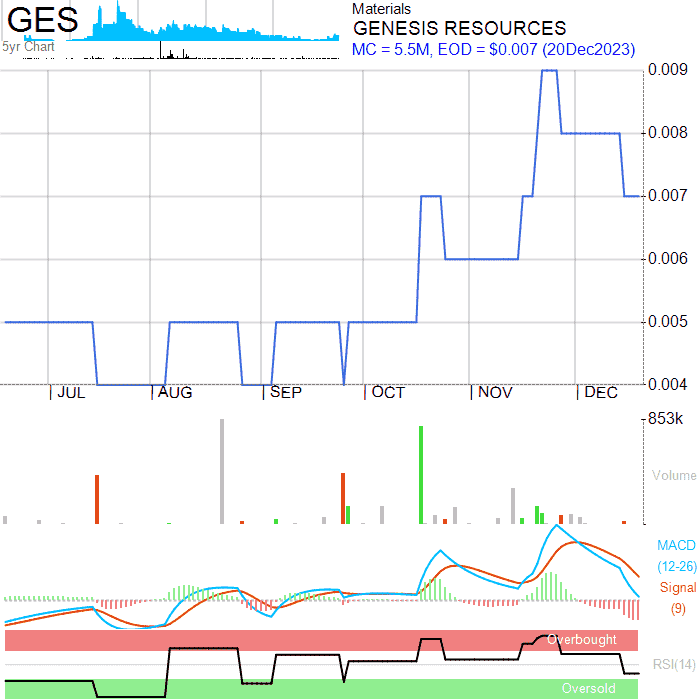 GES
5yr Chart
Materials
GENESIS RESOURCES
MC = 5.5M, EOD = $0.007 (20Dec2023)
0.009
0.008
0.007
0.006
0.005
0.004
JUL AUG SEP OCT NOV DEC
853k
Volume
MACD
(12-26)
Signal
(9)
Overbought
RSI(14)
Oversold